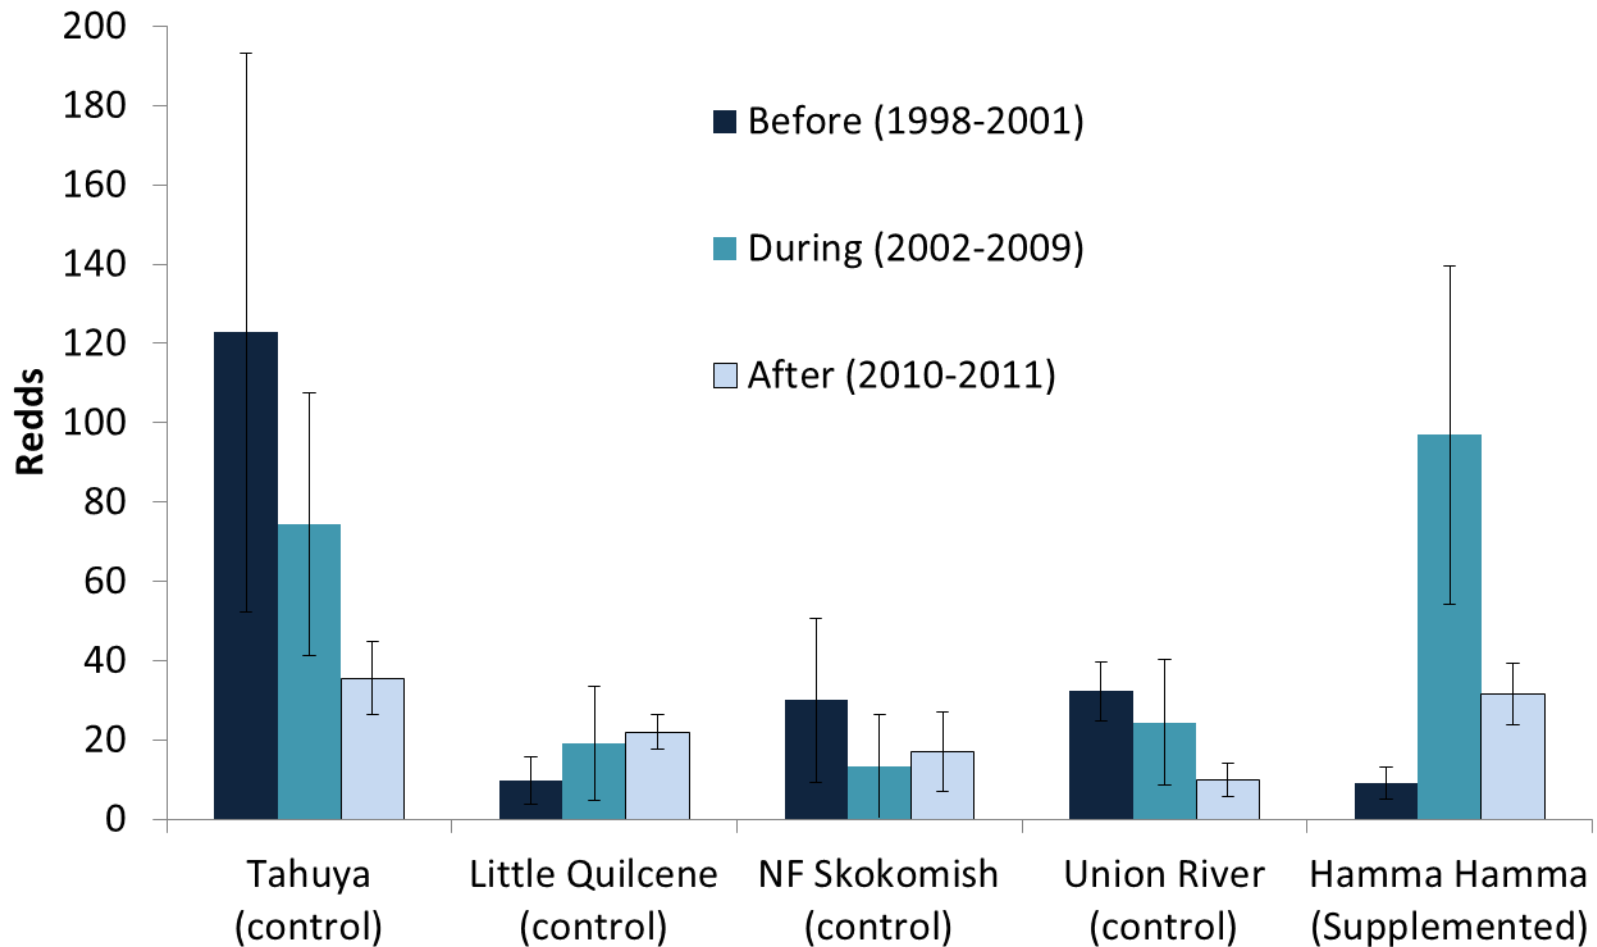 200
180
160
140
120
100
80
60
40
20
0
Redds
Before (1998-2001)
During (2002-2009)
After (2010-2011)
Tahuya
(control)
Little Quilcene
(control)
NF Skokomish
(control)
Union River
(control)
Hamma Hamma
(Supplemented)